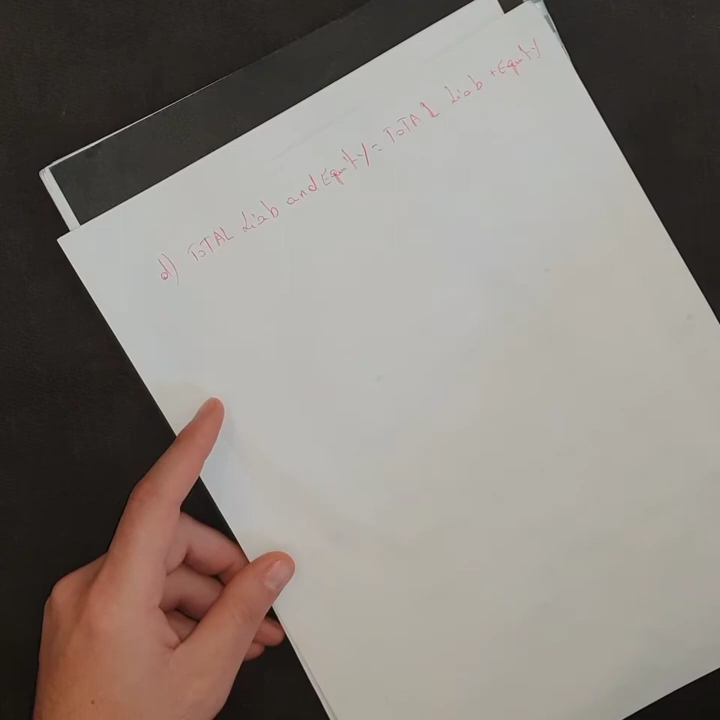 d) TOTAL Liab and Equity = TOTAL Liab + Equity